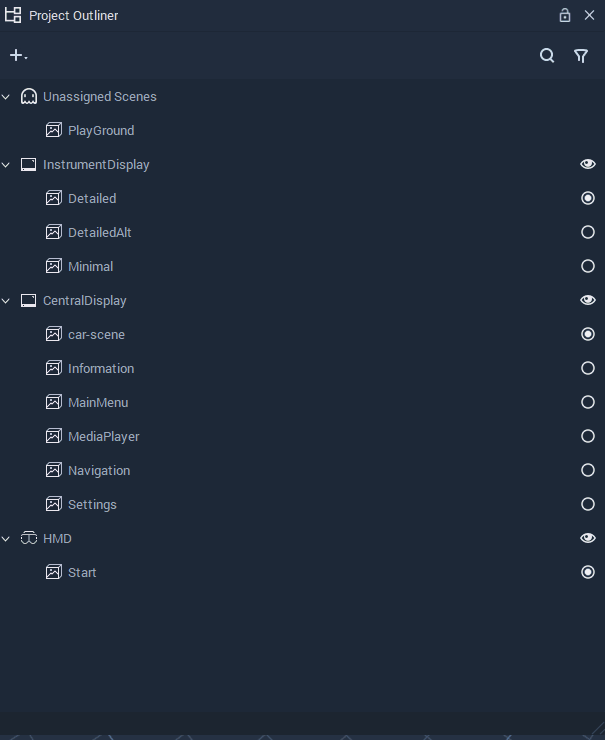 Project Outliner
Unassigned Scenes
PlayGround
InstrumentDisplay
Detailed
DetailedAlt
Minimal
CentralDisplay
car-scene
Information
MainMenu
MediaPlayer
Navigation
Settings
HMD
Start